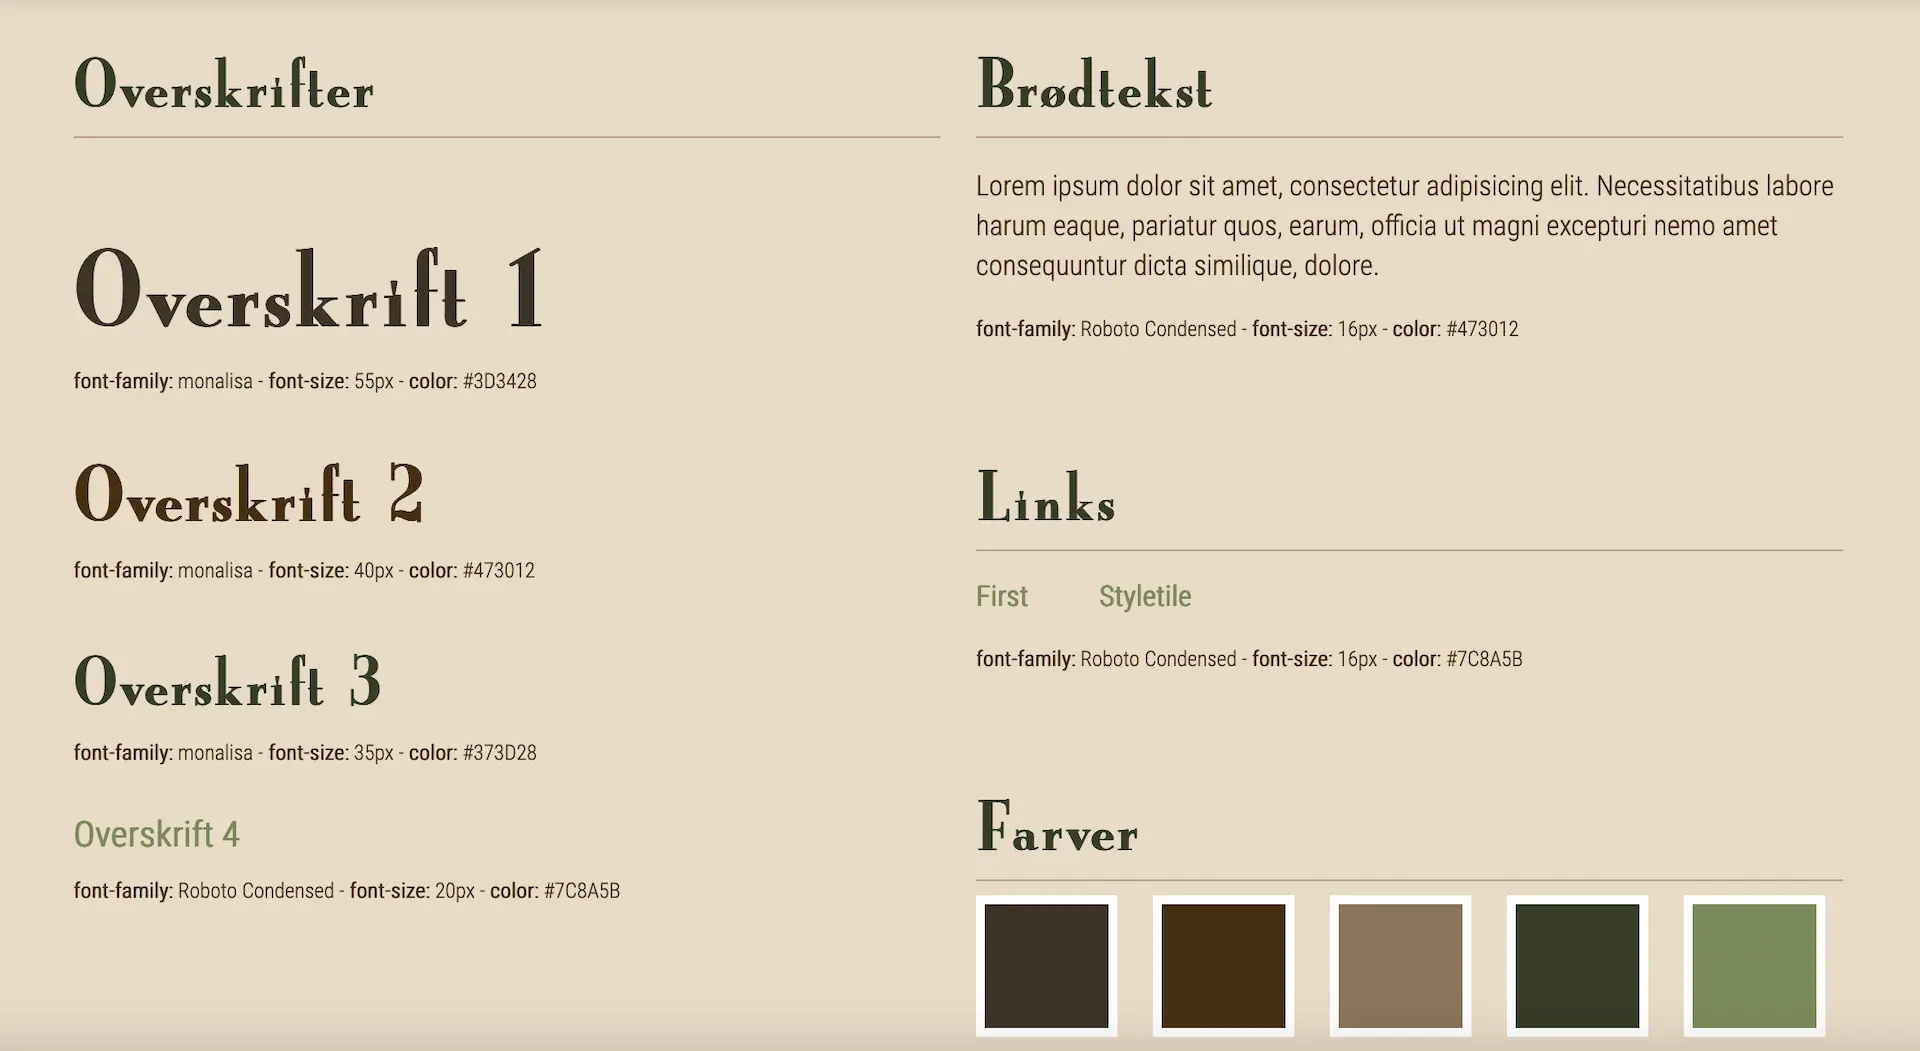 Overskrifter
Overskrift 1
font-family: monalisa - font-size: 55px - color: #3D3428
Overskrift 2
font-family: monalisa - font-size: 40px - color: #473012
Overskrift 3
font-family: monalisa - font-size: 35px - color: #373D28
Overskrift 4
font-family: Roboto Condensed - font-size: 20px - color: #7C8A5B
Brødtekst
Lorem ipsum dolor sit amet, consectetur adipisicing elit. Necessitatibus labore
harum eaque, pariatur quos, earum, officia ut magni excepturi nemo amet
consequuntur dicta similique, dolore.
font-family: Roboto Condensed - font-size: 16px - color: #473012
Links
First Styletile
font-family: Roboto Condensed - font-size: 16px - color: #7C8A5B
Farver